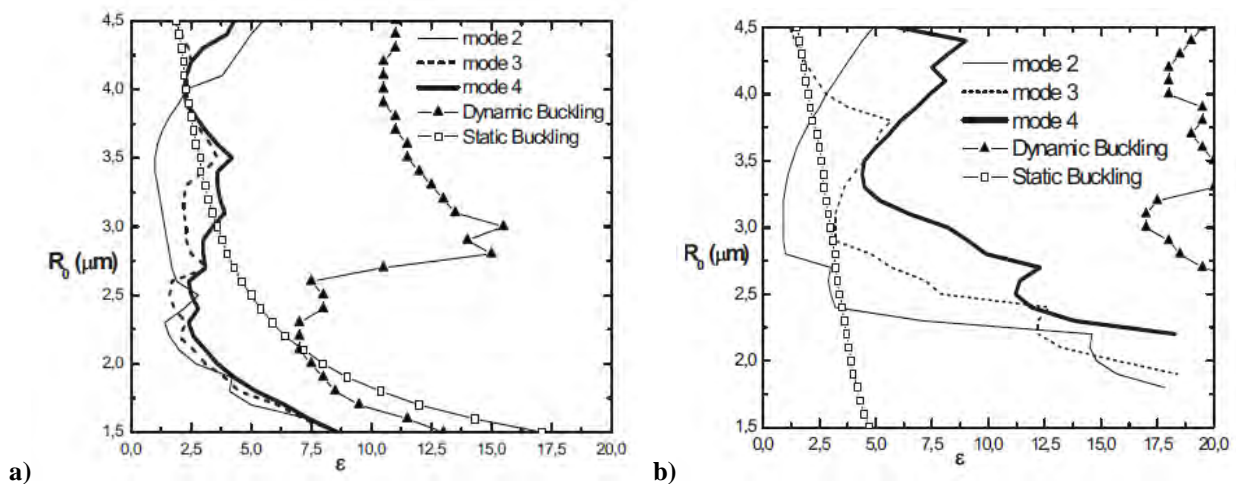 4,5
4,0
3,5
3,0
2,5
2,0
1,5
R0 (μm)
0,0 2,5 5,0 7,5 10,0 12,5 15,0 17,5 20,0
ε
mode 2
mode 3
mode 4
Dynamic Buckling
Static Buckling
a)
4,5
4,0
3,5
3,0
2,5
2,0
1,5
R0 (μm)
0,0 2,5 5,0 7,5 10,0 12,5 15,0 17,5 20,0
ε
mode 2
mode 3
mode 4
Dynamic Buckling
Static Buckling
b)